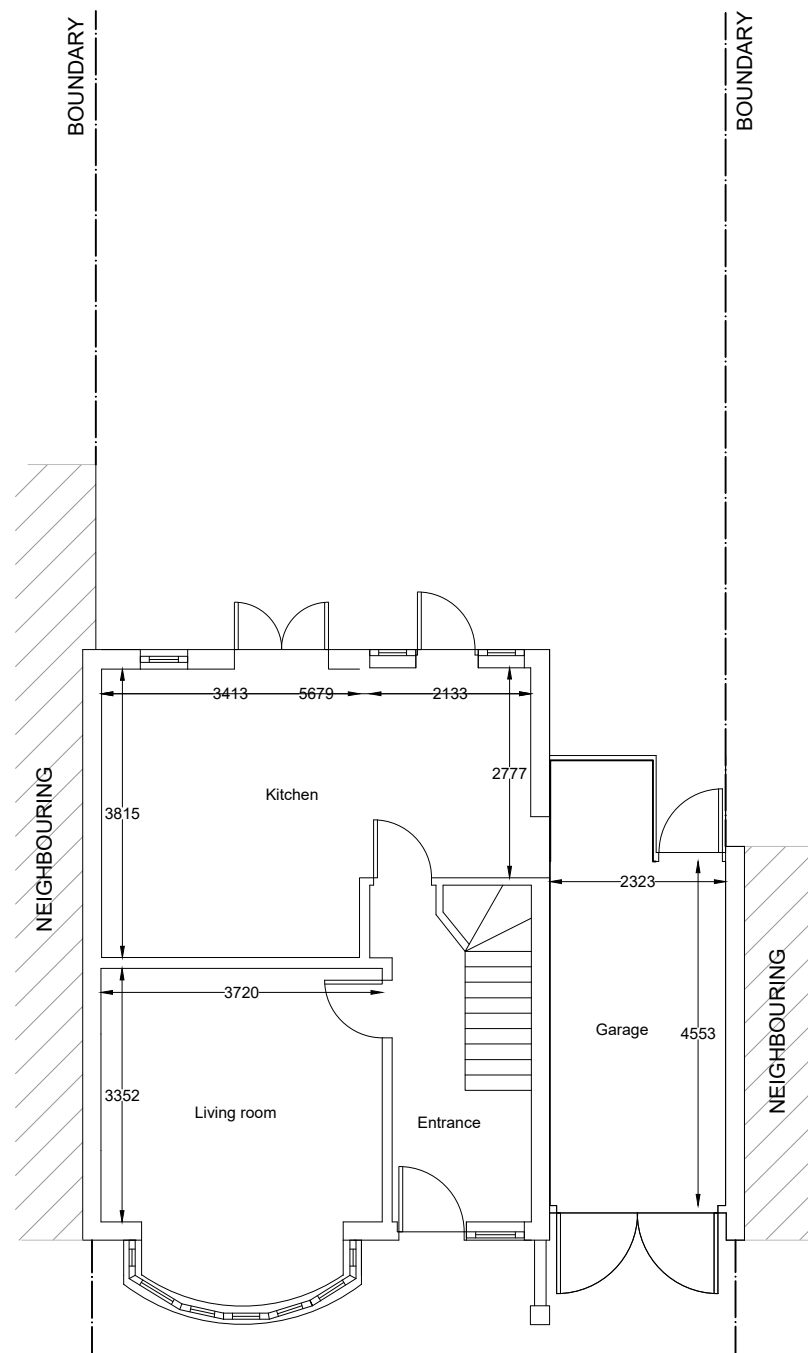 BOUNDARY
BOUNDARY
3413
5679
2133
2777
Kitchen
3815
NEIGHBOURING
2323
3720
Garage
4553
NEIGHBOURING
3352
Living room
Entrance